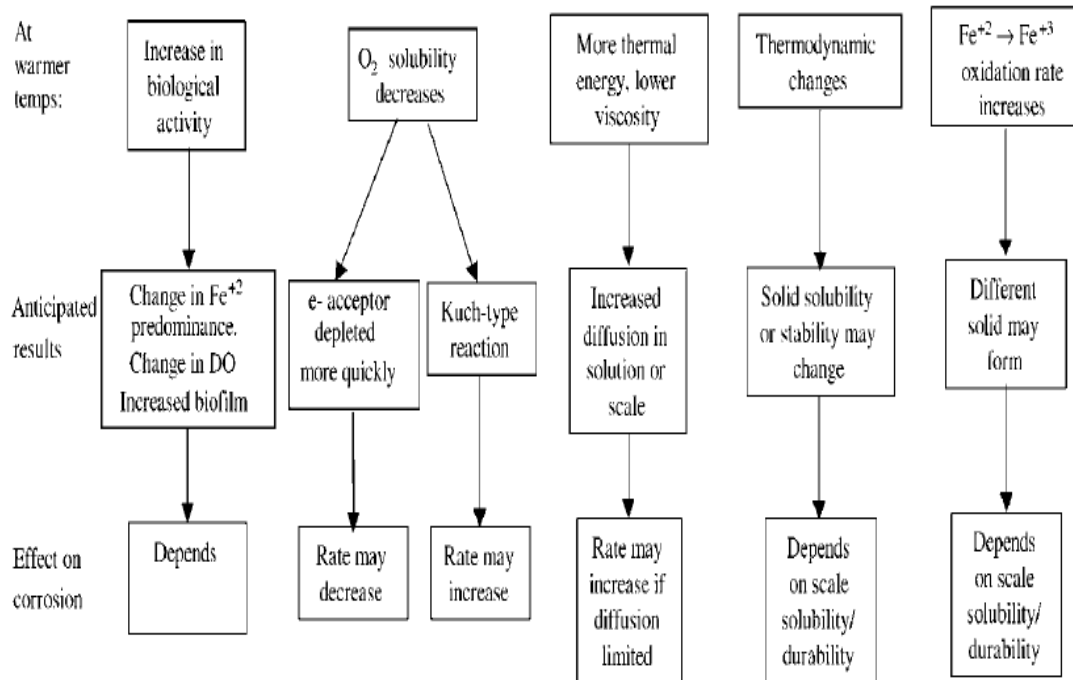 At
warmer
temps:
Increase in
biological
activity
O₂ solubility
decreases
More thermal
energy, lower
viscosity
Thermodynamic
changes
Fe⁺² → Fe⁺³
oxidation rate
increases
Anticipated
results
Change in Fe⁺²
predominance.
Change in DO
Increased biofilm
e- acceptor
depleted
more quickly
Kuch-type
reaction
Increased
diffusion in
solution or
scale
Solid solubility
or stability may
change
Different
solid may
form
Effect on
corrosion
Depends
Rate may
decrease
Rate may
increase
Rate may
increase if
diffusion
limited
Depends
on scale
solubility/
durability
Depends
on scale
solubility/
durability